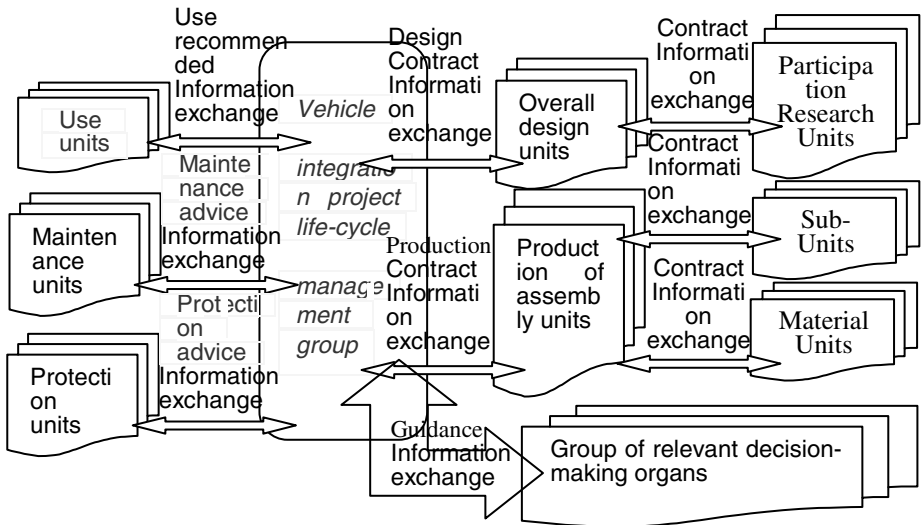 Use
recommen
ded
Information
exchange
Use
units
Mainte
nance
advice
Information
exchange
Mainten
ance
units
Protecti
on
advice
Information
exchange
Protecti
on
units
Vehicle
integratio
n project
life-cycle
manage
ment
group
Design
Contract
Informati
on
exchange
Overall
design
units
Contract
Informati
on
exchange
Participa
tion
Research
Units
Contract
Informati
on
exchange
Sub-
Units
Production
Contract
Informati
on
exchange
Product
ion of
assemb
ly units
Contract
Informati
on
exchange
Material
Units
Guidance
Information
exchange
Group of relevant decision-
making organs